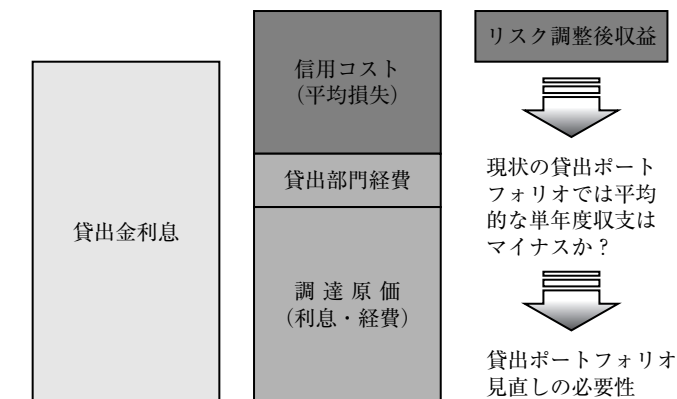 貸出金利息
信用コスト
（平均損失）
貸出部門経費
調達原価
（利息・経費）
リスク調整後収益
現状の貸出ポート
フォリオでは平均
的な単年度収支は
マイナスか？
貸出ポートフォリオ
見直しの必要性